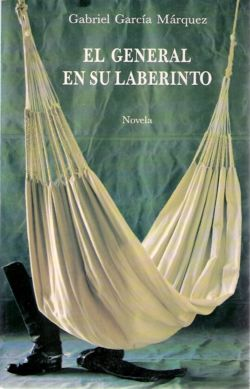 Gabriel García Márquez
EL GENERAL
EN SU LABERINTO
Novela